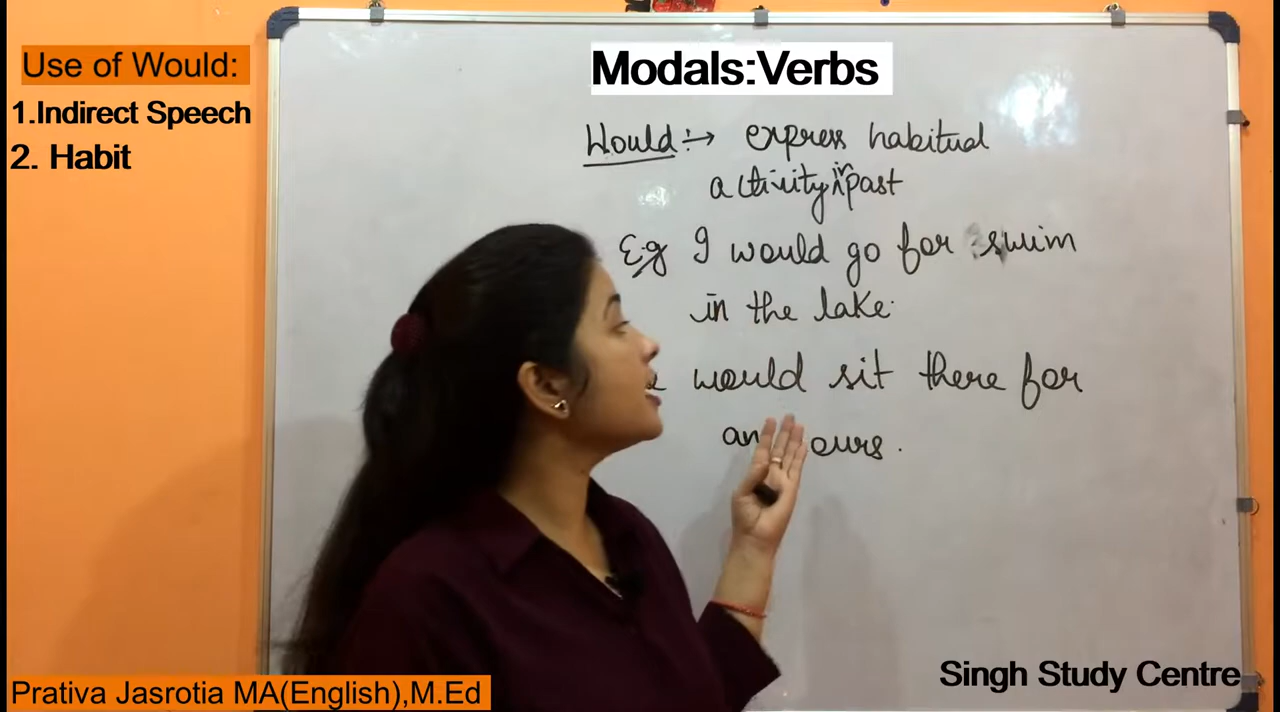 Use of Would:
1.Indirect Speech
2. Habit
Modals:Verbs
Would :→ express habitual
activity in past
E.g I would go for swim
in the lake.
would sit there for
Prativa Jasrotia MA(English),M.Ed
Singh Study Centre